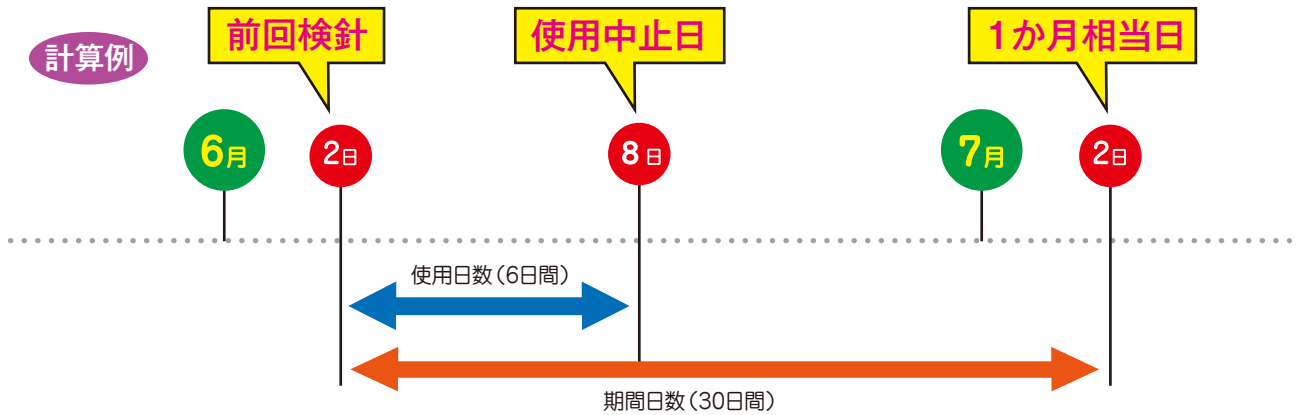 計算例
前回検針
使用中止日
1か月相当日
6月
2日
8日
7月
2日
使用日数(6日間)
期間日数(30日間)